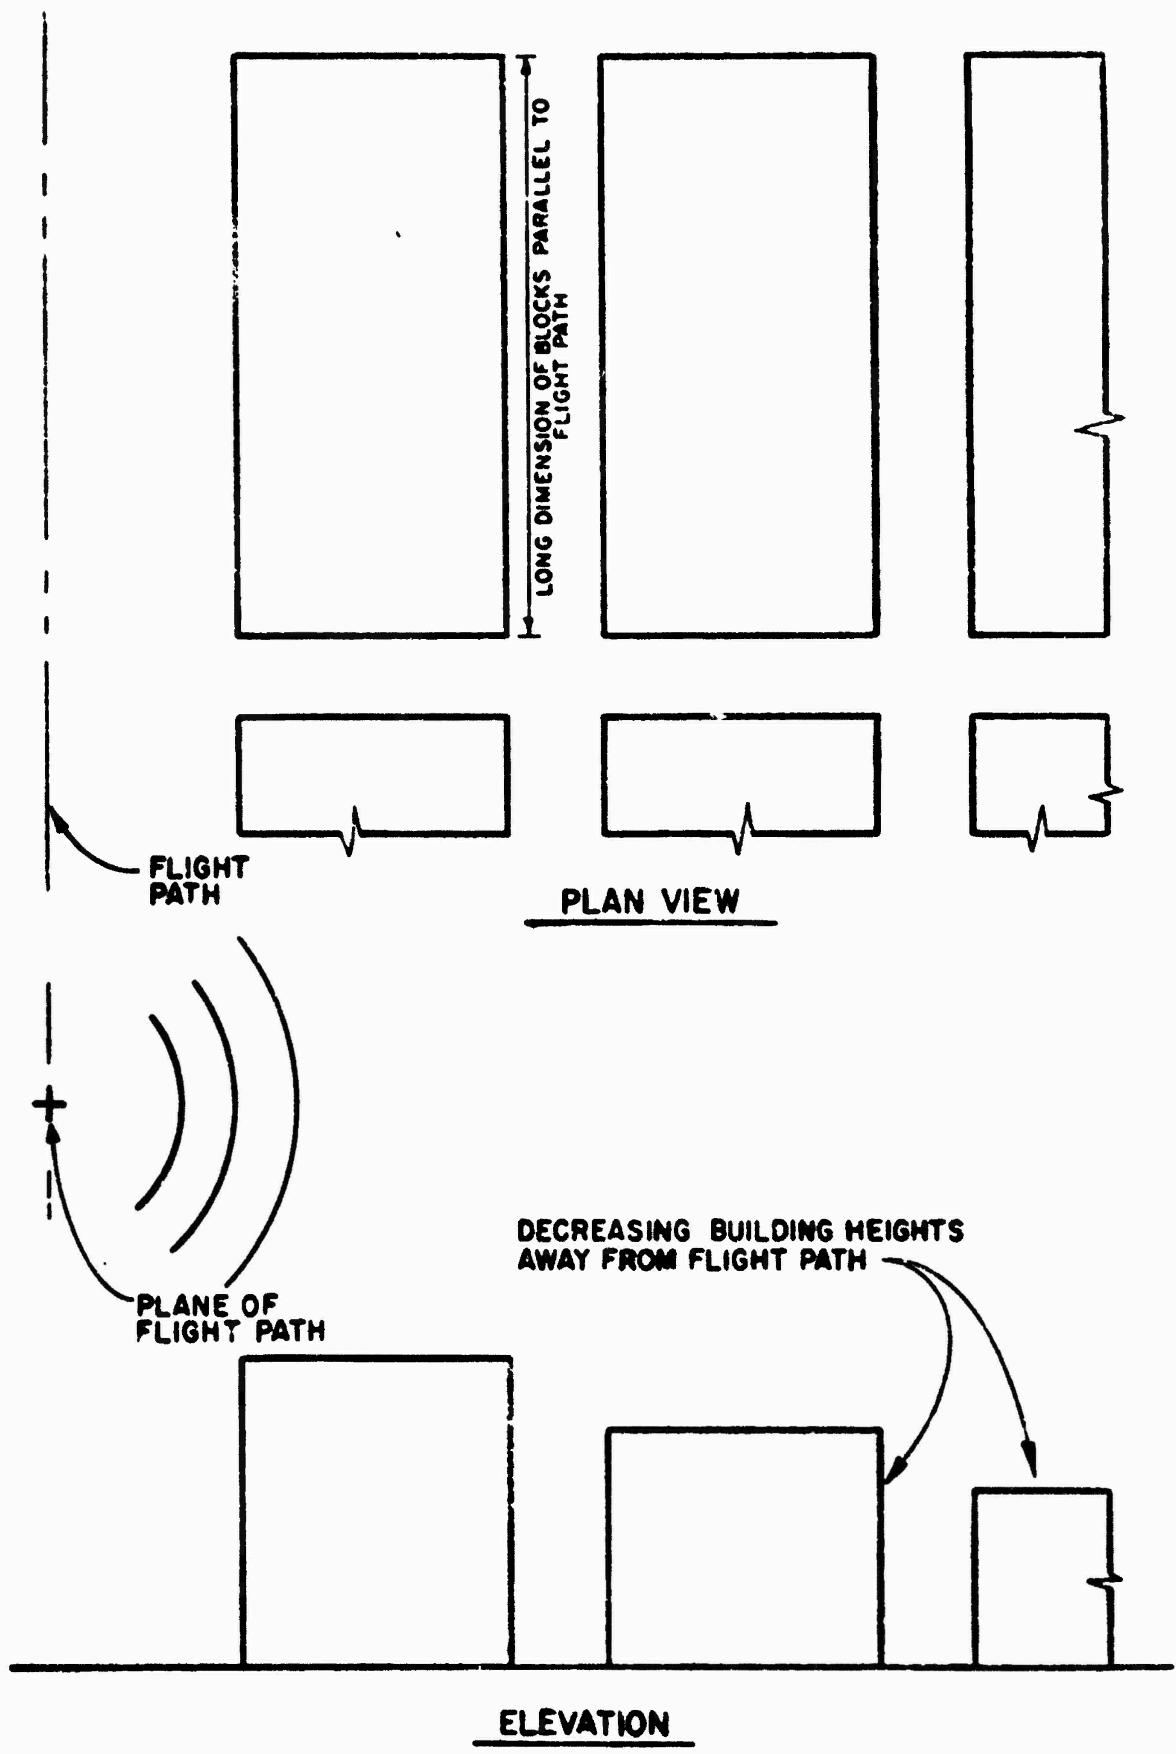 LONG DIMENSION OF BLOCKS PARALLEL TO
FLIGHT PATH
FLIGHT
PATH
PLAN VIEW
DECREASING BUILDING HEIGHTS
AWAY FROM FLIGHT PATH
PLANE OF
FLIGHT PATH
ELEVATION